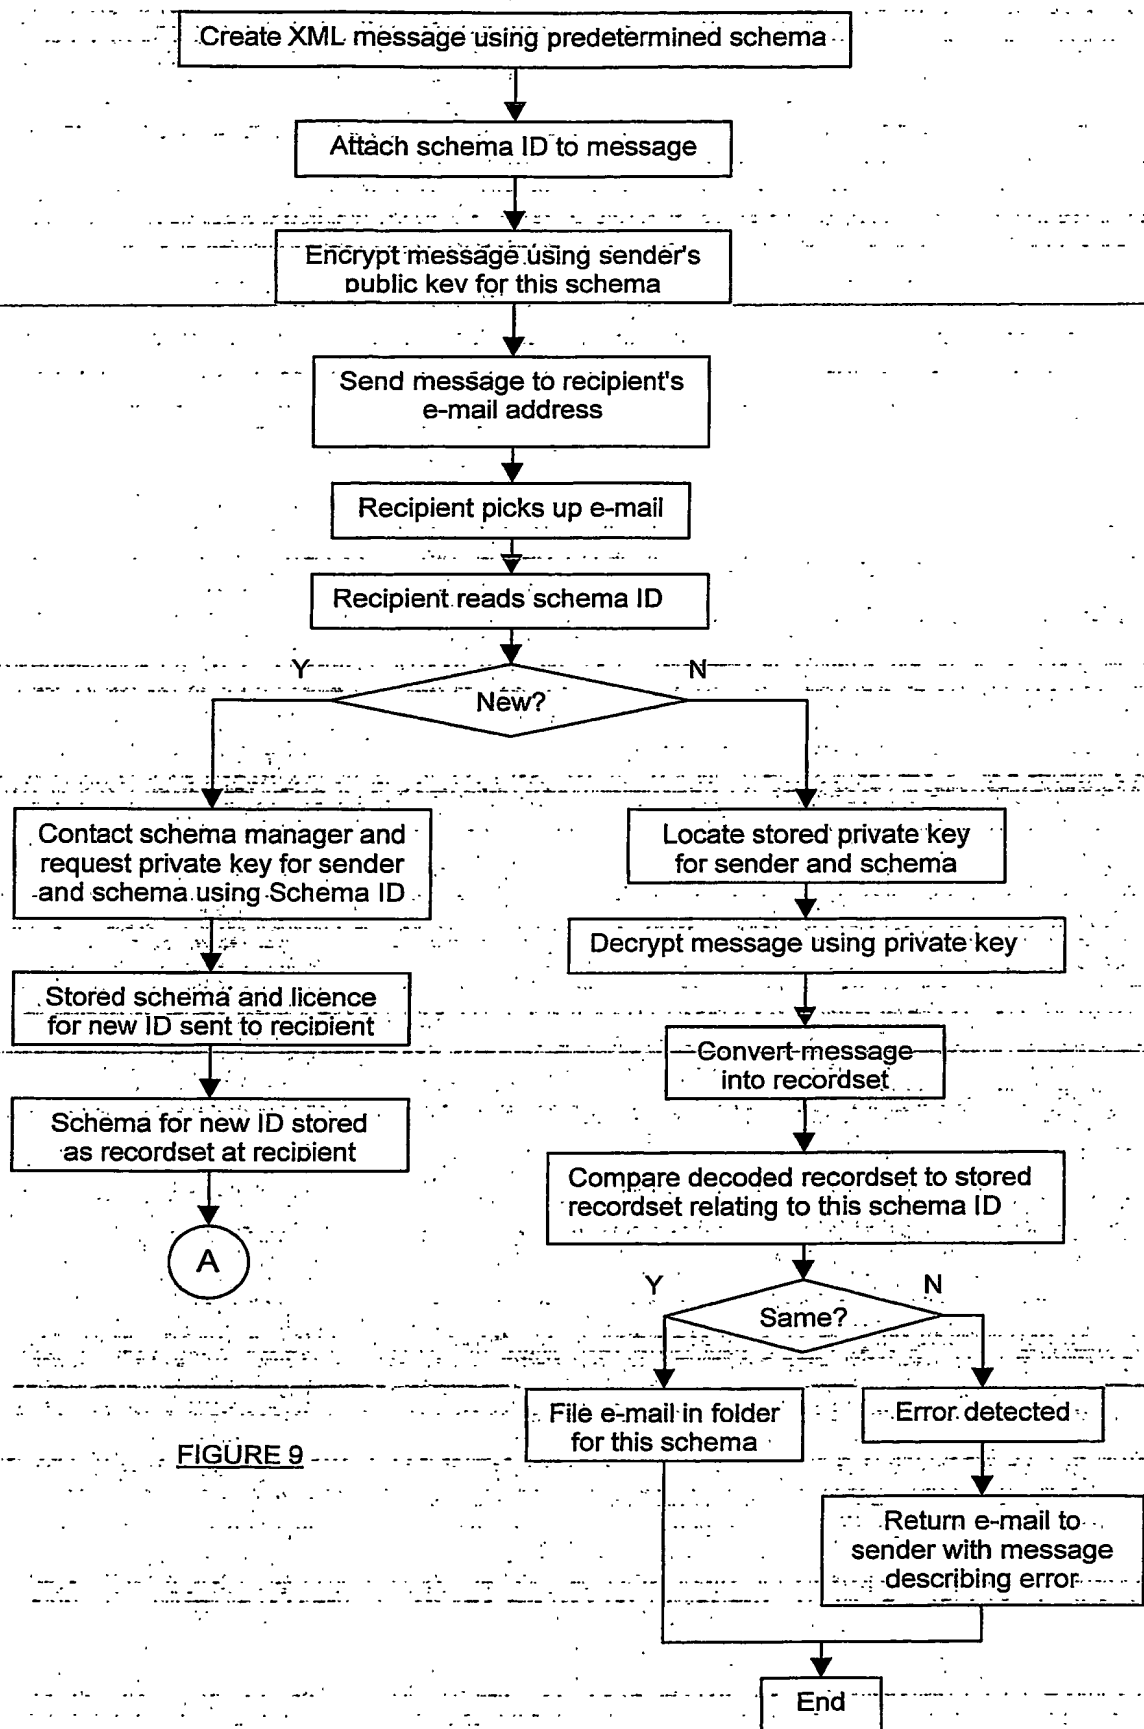 Create XML message using predetermined schema
Attach schema ID to message
Encrypt message using sender's
public key for this schema
Send message to recipient's
e-mail address
Recipient picks up e-mail
Recipient reads schema ID
Y
N
New?
Contact schema manager and
request private key for sender
and schema using Schema ID
Stored schema and licence
for new ID sent to recipient
Schema for new ID stored
as recordset at recipient
A
Locate stored private key
for sender and schema
Decrypt message using private key
Convert message
into recordset
Compare decoded recordset to stored
recordset relating to this schema ID
Y
N
Same?
File e-mail in folder
for this schema
Error detected
Return e-mail to
sender with message
describing error
End
FIGURE 9